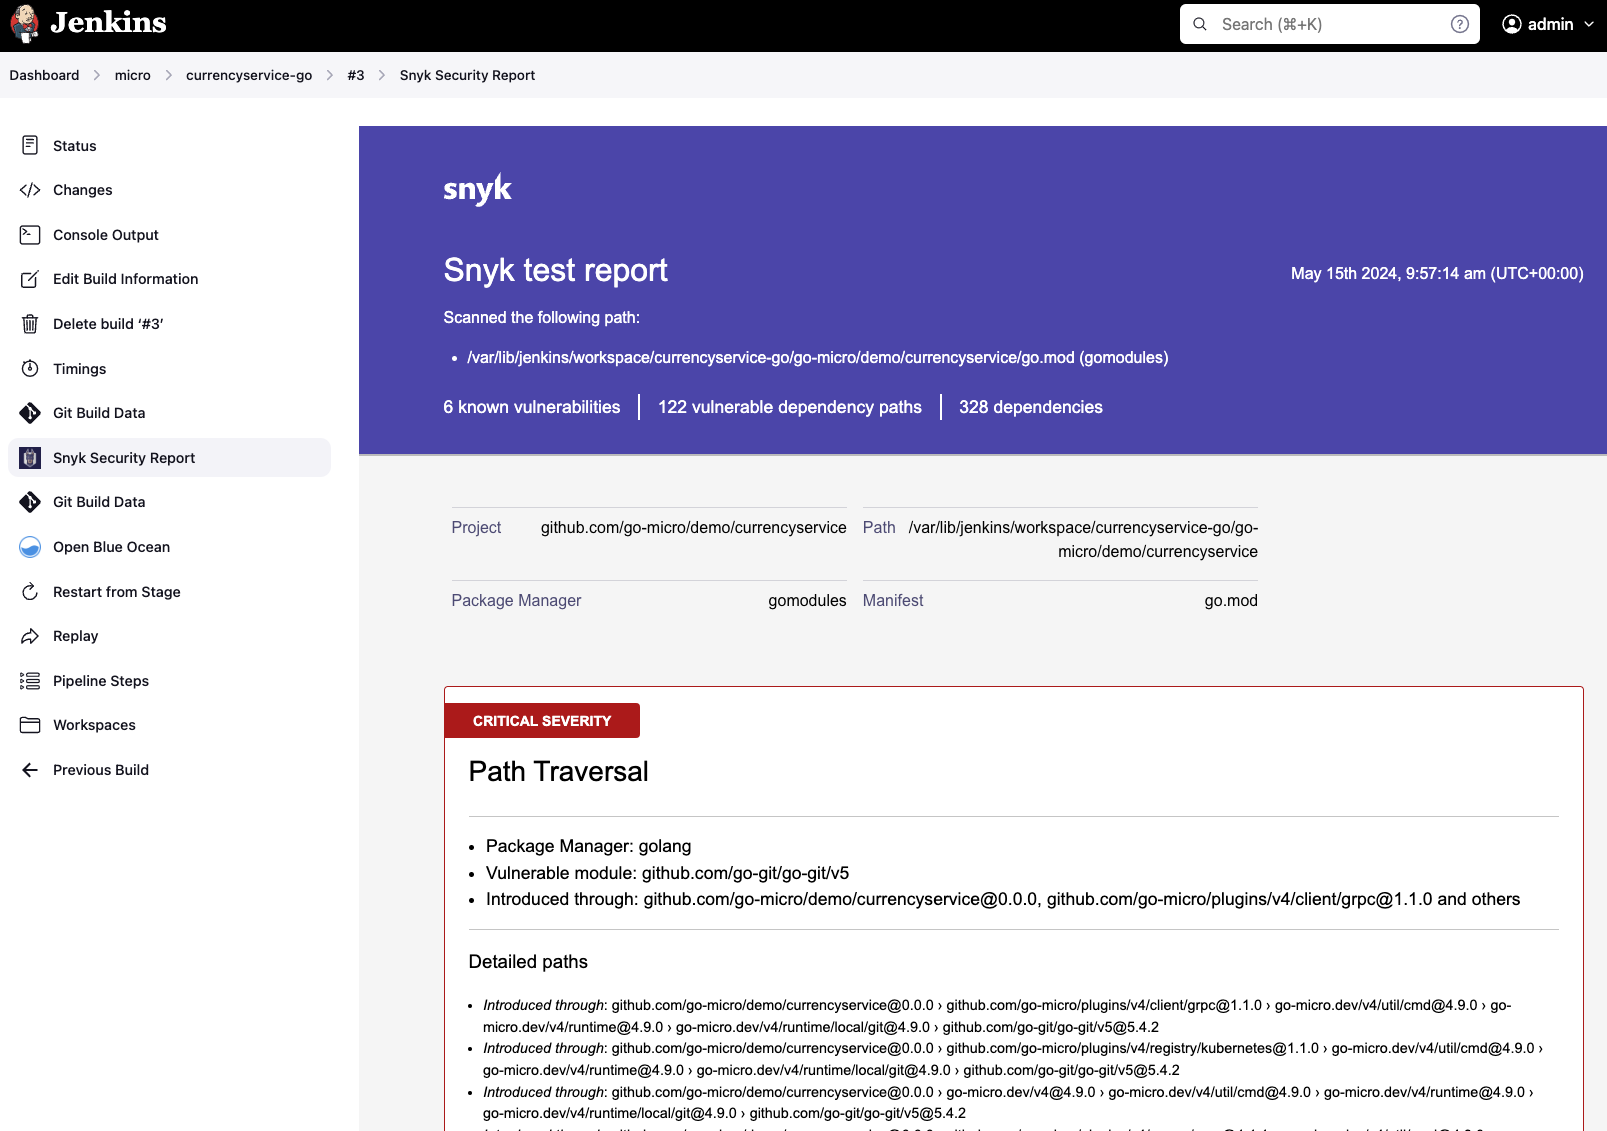 Jenkins
Search (⌘+K)
admin
Dashboard
micro
currencyservice-go
#3
Snyk Security Report
Status
Changes
Console Output
Edit Build Information
Delete build ‘#3’
Timings
Git Build Data
Snyk Security Report
Git Build Data
Open Blue Ocean
Restart from Stage
Replay
Pipeline Steps
Workspaces
Previous Build
snyk
Snyk test report
May 15th 2024, 9:57:14 am (UTC+00:00)
Scanned the following path:
• /var/lib/jenkins/workspace/currencyservice-go/go-micro/demo/currencyservice/go.mod (gomodules)
6 known vulnerabilities
122 vulnerable dependency paths
328 dependencies
Project
github.com/go-micro/demo/currencyservice
Path
/var/lib/jenkins/workspace/currencyservice-go/go-
micro/demo/currencyservice
Package Manager
gomodules
Manifest
go.mod
CRITICAL SEVERITY
Path Traversal
• Package Manager: golang
• Vulnerable module: github.com/go-git/go-git/v5
• Introduced through: github.com/go-micro/demo/currencyservice@0.0.0, github.com/go-micro/plugins/v4/client/grpc@1.1.0 and others
Detailed paths
• Introduced through: github.com/go-micro/demo/currencyservice@0.0.0 › github.com/go-micro/plugins/v4/client/grpc@1.1.0 › go-micro.dev/v4/util/cmd@4.9.0 › go-
micro.dev/v4/runtime@4.9.0 › go-micro.dev/v4/runtime/local/git@4.9.0 › github.com/go-git/go-git/v5@5.4.2
• Introduced through: github.com/go-micro/demo/currencyservice@0.0.0 › github.com/go-micro/plugins/v4/registry/kubernetes@1.1.0 › go-micro.dev/v4/util/cmd@4.9.0 ›
go-micro.dev/v4/runtime@4.9.0 › go-micro.dev/v4/runtime/local/git@4.9.0 › github.com/go-git/go-git/v5@5.4.2
• Introduced through: github.com/go-micro/demo/currencyservice@0.0.0 › go-micro.dev/v4@4.9.0 › go-micro.dev/v4/util/cmd@4.9.0 › go-micro.dev/v4/runtime@4.9.0 ›
go-micro.dev/v4/runtime/local/git@4.9.0 › github.com/go-git/go-git/v5@5.4.2